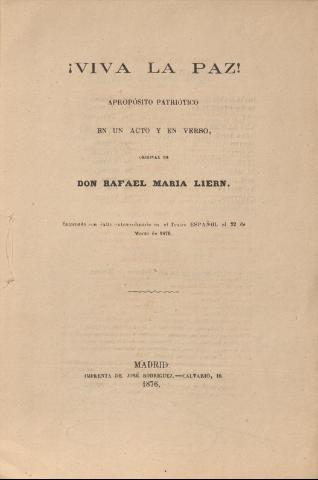 ¡VIVA LA PAZ!
APROPÓSITO PATRIÓTICO
EN UN ACTO Y EN VERSO,
ORIGINAL DE
DON RAFAEL MARIA LIERN.
Estrenado con éxito extraordinario en el Teatro ESPAÑOL el 22 de
Marzo de 1876.
MADRID
IMPRENTA DE JOSÉ RODRIGUEZ.—CALVARIO, 18.
1876.